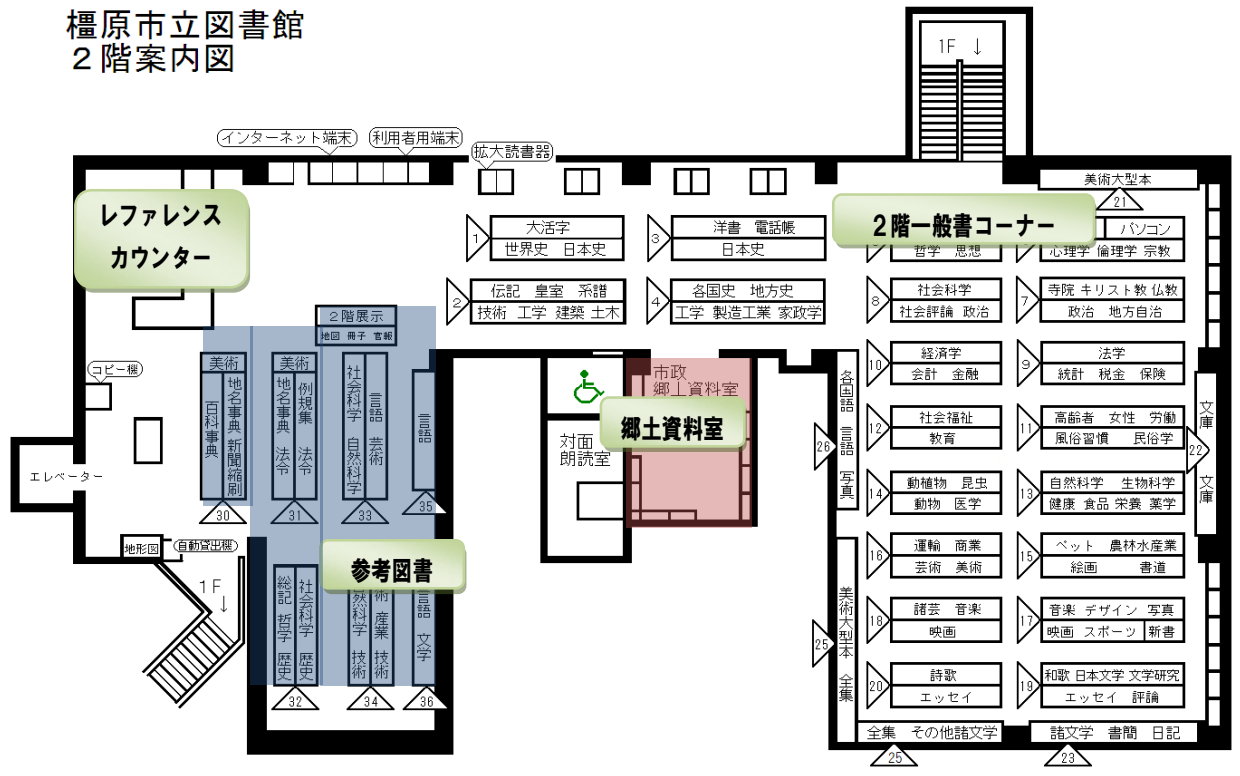 橿原市立図書館
２階案内図
1F ↓
インターネット端末
利用者用端末
拡大読書器
美術大型本
21
レファレンス
カウンター
1
大活字
世界史 日本史
3
洋書 電話帳
日本史
２階一般書コーナー
哲学 思想
パソコン
心理学 倫理学 宗教
2
伝記 皇室 系譜
技術 工学 建築 土木
4
各国史 地方史
工学 製造工業 家政学
8
社会科学
社会評論 政治
7
寺院 キリスト教 仏教
政治 地方自治
２階展示
地図 冊子 官報
コピー機
美術
百科事典
地名事典 新聞縮刷
30
美術
地名事典 法令
例規集 法令
31
社会科学 自然科学
言語 芸術
33
言語
35
市政
郷土資料室
郷土資料室
対面
朗読室
10
経済学
会計 金融
9
法学
統計 税金 保険
各国語 言語 写真
26
文庫 文庫
22
12
社会福祉
教育
11
高齢者 女性 労働
風俗習慣 民俗学
14
動植物 昆虫
動物 医学
13
自然科学 生物科学
健康 食品 栄養 薬学
エレベーター
地形図
自動貸出機
1F
↓
参考図書
総記 哲学 歴史
社会科学 歴史
32
自然科学 技術
術 産業 技術
34
言語 文学
36
16
運輸 商業
芸術 美術
15
ペット 農林水産業
絵画 書道
美術大型本 全集
25
18
諸芸 音楽
映画
17
音楽 デザイン 写真
映画 スポーツ 新書
20
詩歌
エッセイ
19
和歌 日本文学 文学研究
エッセイ 評論
全集 その他諸文学
25
諸文学 書簡 日記
23